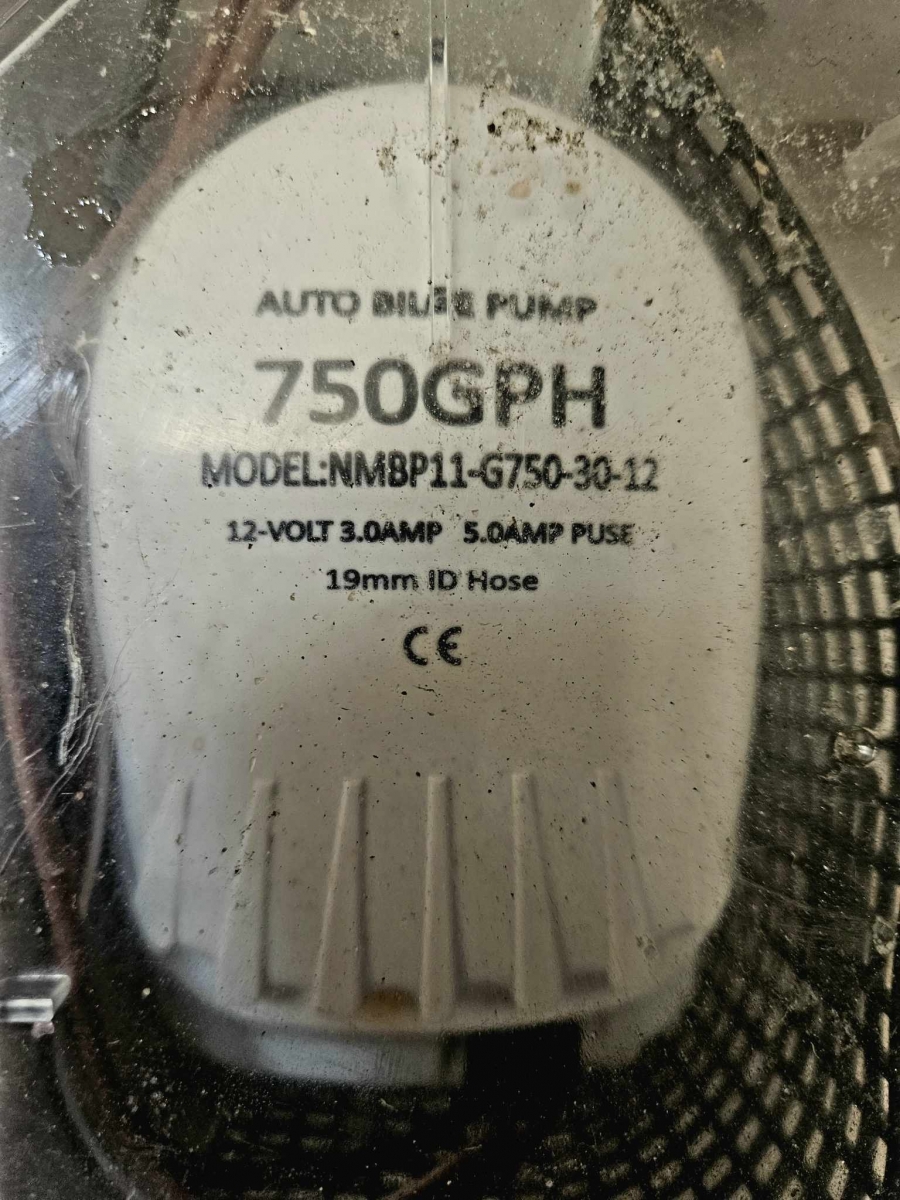 AUTO BILGE PUMP
750GPH
MODEL:NMBP11-G750-30-12
12-VOLT 3.0AMP 5.0AMP PUSE
19mm ID Hose
CE